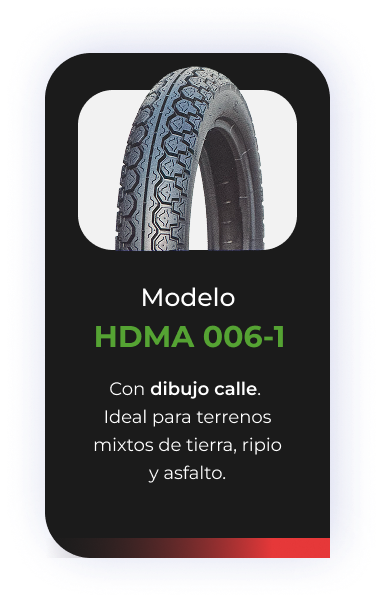 Modelo
HDMA 006-1
Con dibujo calle.
Ideal para terrenos
mixtos de tierra, ripio
y asfalto.